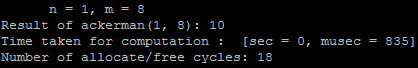 n = 1, m = 8
Result of ackerman(1, 8): 10
Time taken for computation :  [sec = 0, musec = 835]
Number of allocate/free cycles: 18